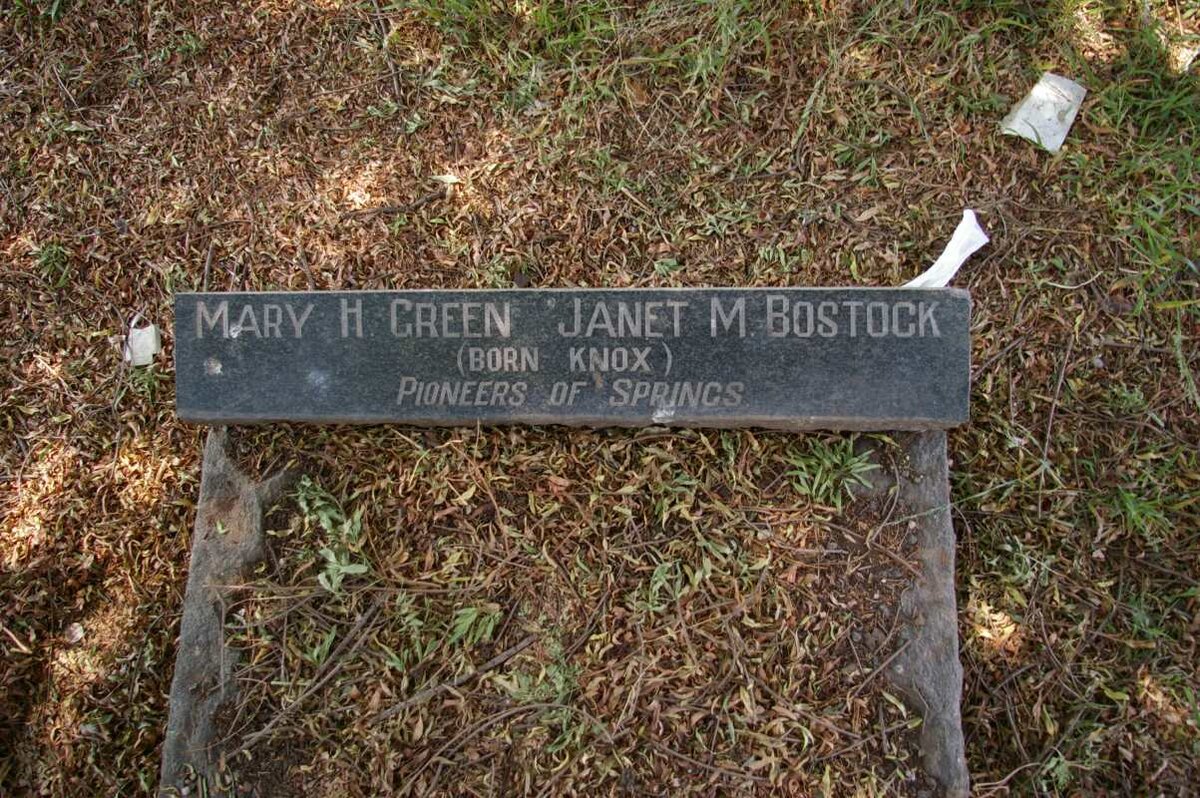 MARY H GREEN 'JANET M. BOSTOCK
(BORN KNOX)
PIONEERS OF SPRINGS